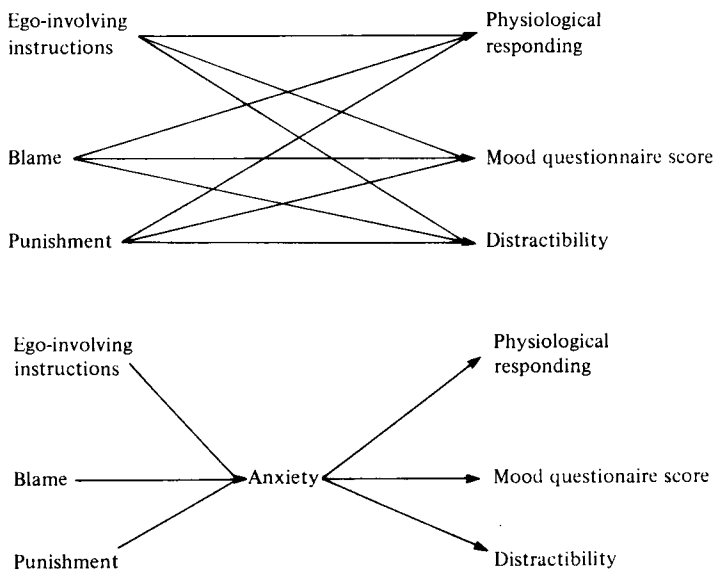 Ego-involving
instructions
Physiological
responding
Blame
Mood questionnaire score
Punishment
Distractibility
Ego-involving
instructions
Physiological
responding
Blame
Anxiety
Mood questionaire score
Punishment
Distractibility